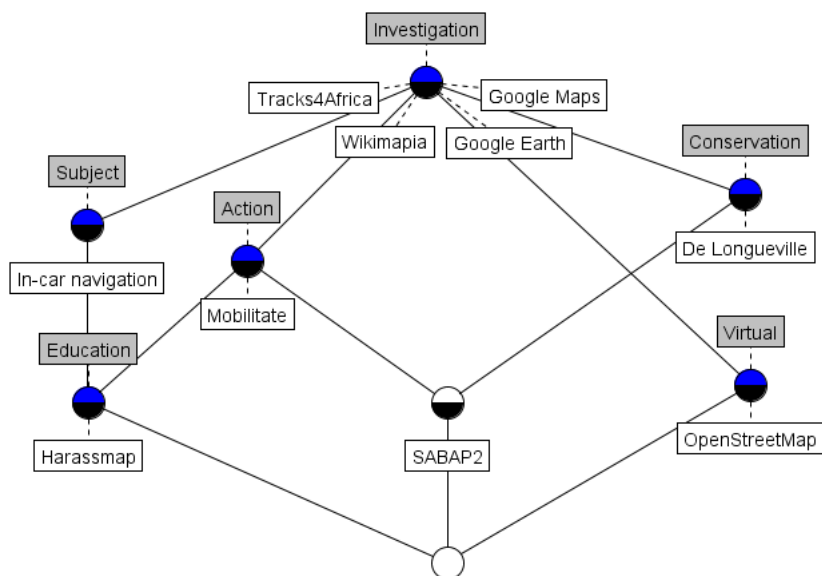 Investigation
Tracks4Africa
Google Maps
Wikimapia
Google Earth
Conservation
Subject
Action
De Longueville
In-car navigation
Mobilitate
Education
Virtual
Harassmap
SABAP2
OpenStreetMap